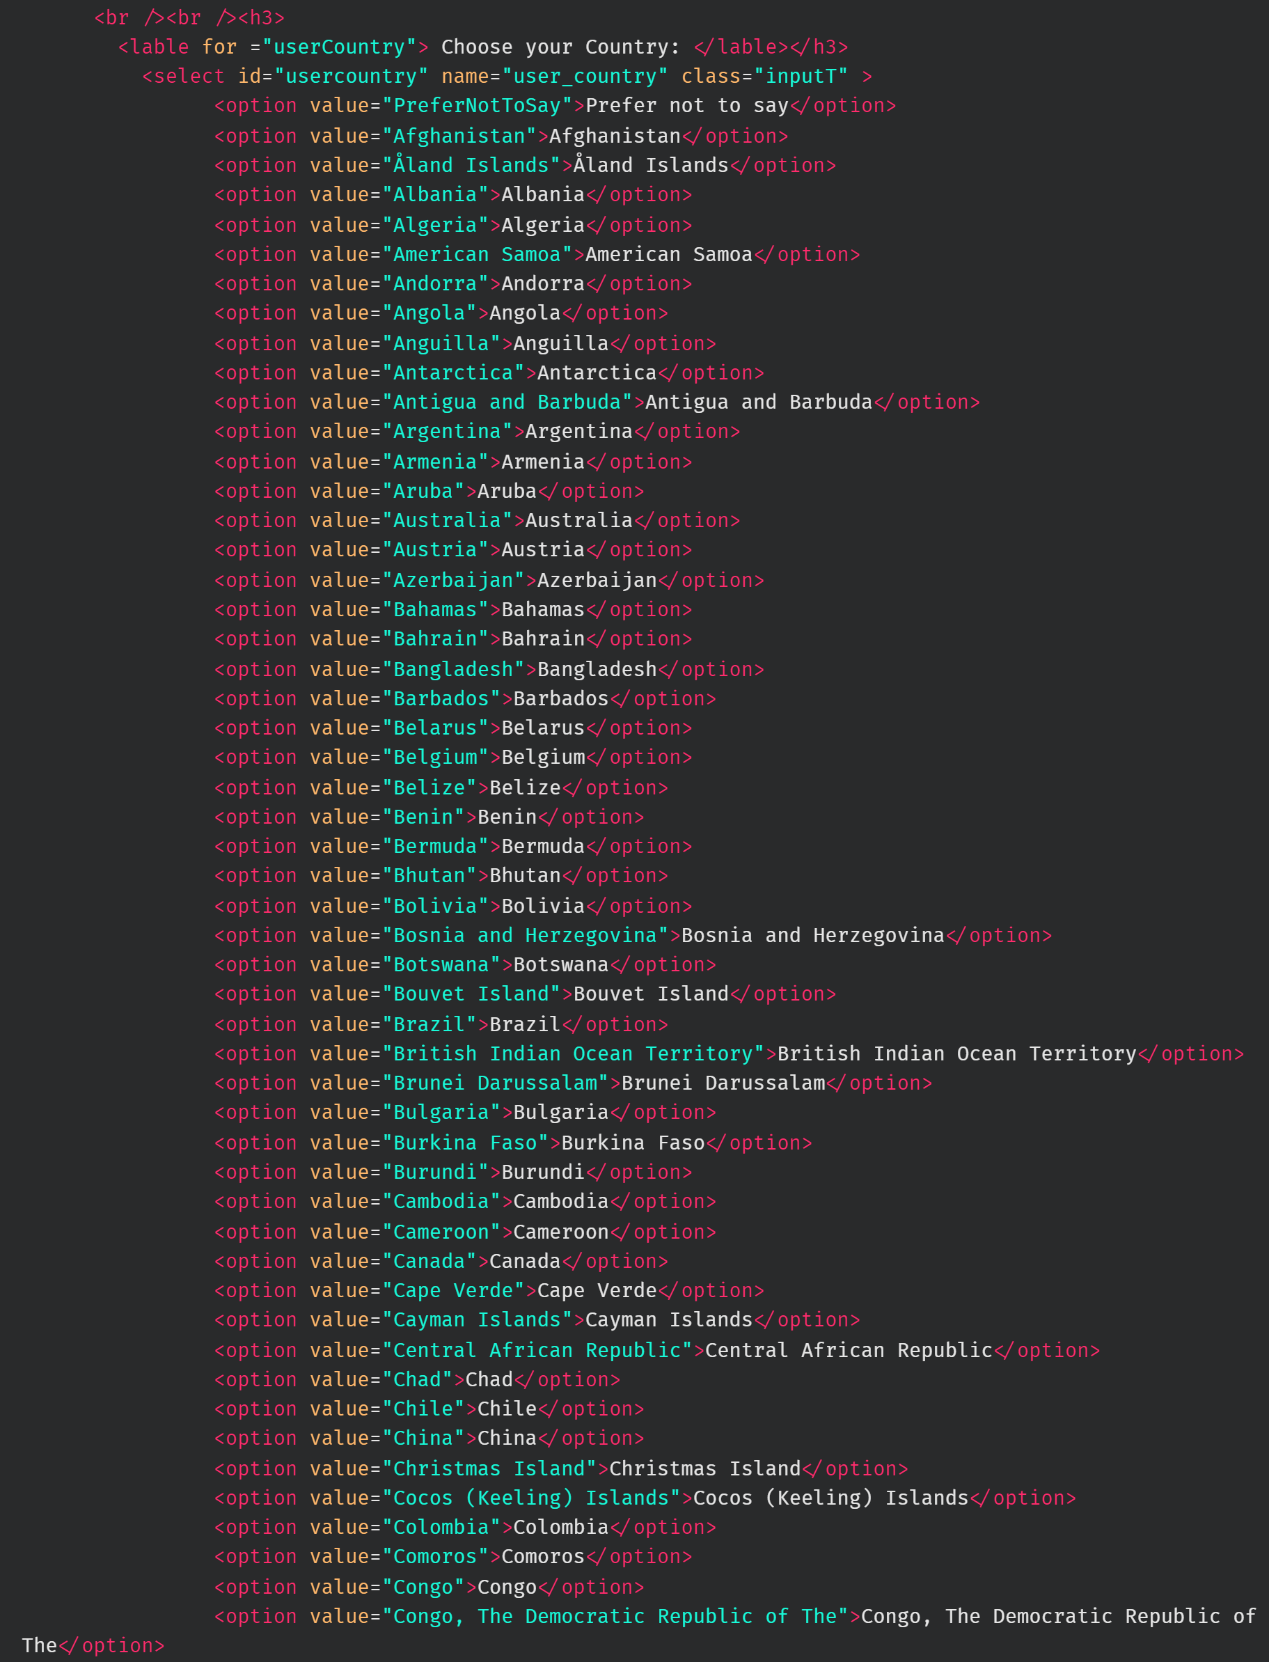 <br /><br /><h3>
<lable for ="userCountry"> Choose your Country: </lable></h3>
<select id="usercountry" name="user_country" class="inputT" >
<option value="PreferNotToSay">Prefer not to say</option>
<option value="Afghanistan">Afghanistan</option>
<option value="Åland Islands">Åland Islands</option>
<option value="Albania">Albania</option>
<option value="Algeria">Algeria</option>
<option value="American Samoa">American Samoa</option>
<option value="Andorra">Andorra</option>
<option value="Angola">Angola</option>
<option value="Anguilla">Anguilla</option>
<option value="Antarctica">Antarctica</option>
<option value="Antigua and Barbuda">Antigua and Barbuda</option>
<option value="Argentina">Argentina</option>
<option value="Armenia">Armenia</option>
<option value="Aruba">Aruba</option>
<option value="Australia">Australia</option>
<option value="Austria">Austria</option>
<option value="Azerbaijan">Azerbaijan</option>
<option value="Bahamas">Bahamas</option>
<option value="Bahrain">Bahrain</option>
<option value="Bangladesh">Bangladesh</option>
<option value="Barbados">Barbados</option>
<option value="Belarus">Belarus</option>
<option value="Belgium">Belgium</option>
<option value="Belize">Belize</option>
<option value="Benin">Benin</option>
<option value="Bermuda">Bermuda</option>
<option value="Bhutan">Bhutan</option>
<option value="Bolivia">Bolivia</option>
<option value="Bosnia and Herzegovina">Bosnia and Herzegovina</option>
<option value="Botswana">Botswana</option>
<option value="Bouvet Island">Bouvet Island</option>
<option value="Brazil">Brazil</option>
<option value="British Indian Ocean Territory">British Indian Ocean Territory</option>
<option value="Brunei Darussalam">Brunei Darussalam</option>
<option value="Bulgaria">Bulgaria</option>
<option value="Burkina Faso">Burkina Faso</option>
<option value="Burundi">Burundi</option>
<option value="Cambodia">Cambodia</option>
<option value="Cameroon">Cameroon</option>
<option value="Canada">Canada</option>
<option value="Cape Verde">Cape Verde</option>
<option value="Cayman Islands">Cayman Islands</option>
<option value="Central African Republic">Central African Republic</option>
<option value="Chad">Chad</option>
<option value="Chile">Chile</option>
<option value="China">China</option>
<option value="Christmas Island">Christmas Island</option>
<option value="Cocos (Keeling) Islands">Cocos (Keeling) Islands</option>
<option value="Colombia">Colombia</option>
<option value="Comoros">Comoros</option>
<option value="Congo">Congo</option>
<option value="Congo, The Democratic Republic of The">Congo, The Democratic Republic of
The</option>